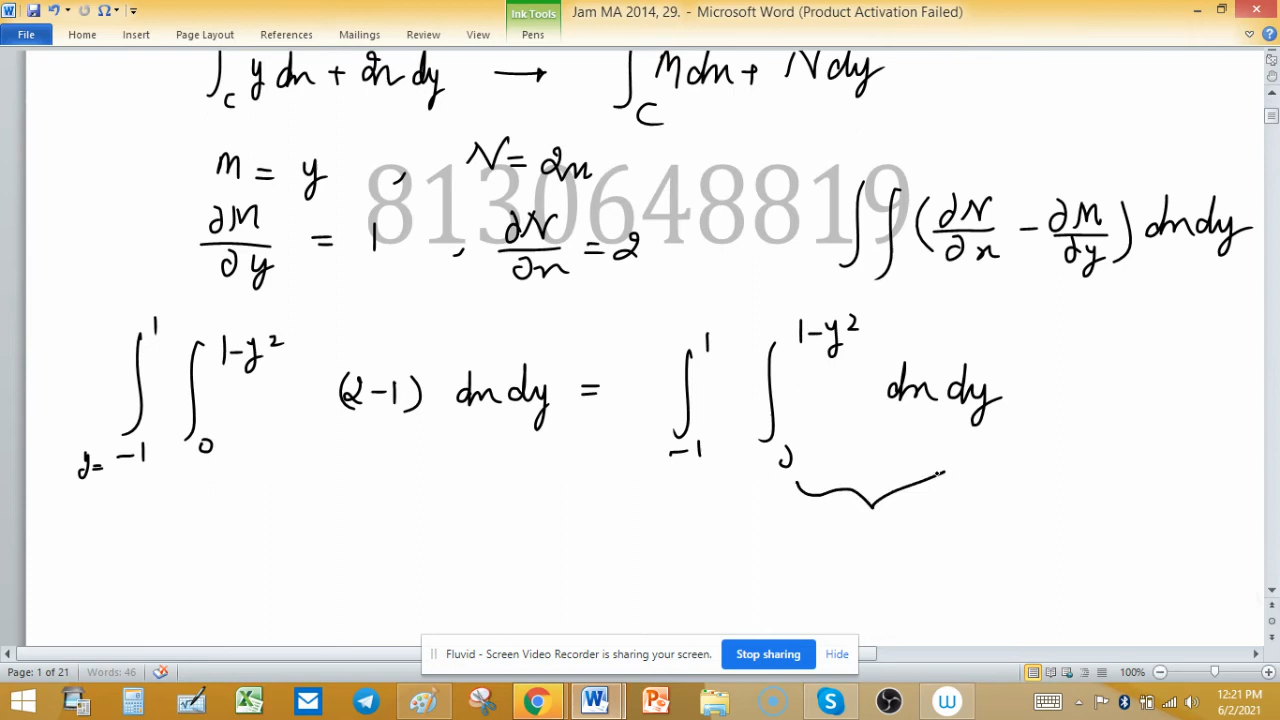 Jam MA 2014, 29. - Microsoft Word (Product Activation Failed)
Ink Tools
File Home Insert Page Layout References Mailings Review View Pens
∫_C y dx + 2x dy → ∫_C M dx + N dy
M = y , N = 2x
8130648819
∂M/∂y = 1 , ∂N/∂x = 2 ∫∫ (∂N/∂x − ∂M/∂y) dx dy
∫_{y=−1}^{1} ∫_0^{1−y²} (2−1) dx dy = ∫_{−1}^{1} ∫_0^{1−y²} dx dy
Fluvid - Screen Video Recorder is sharing your screen. Stop sharing Hide
Page: 1 of 21 Words: 46 100%
12:21 PM
6/2/2021